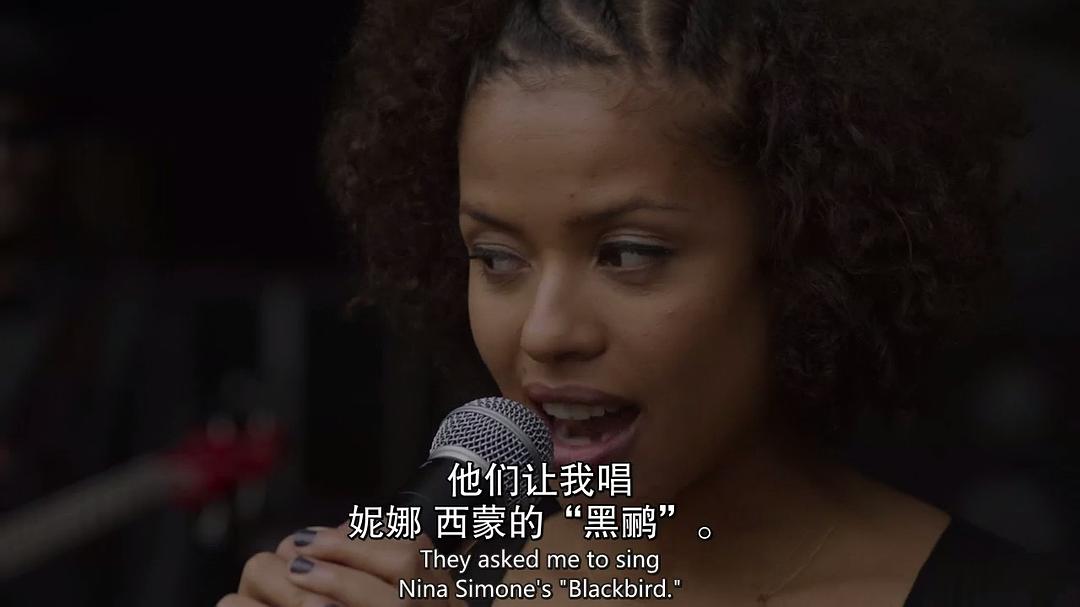 他们让我唱
妮娜 西蒙的“黑鹂”。
They asked me to sing
Nina Simone's "Blackbird."